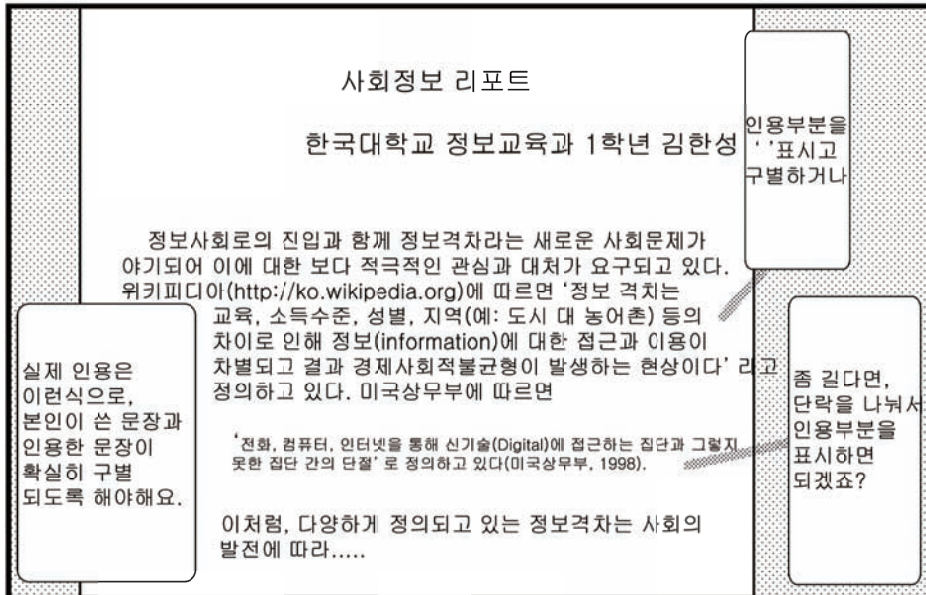 사회정보 리포트
한국대학교 정보교육과 1학년 김한성
인용부분을
' '표시고
구별하거나
정보사회로의 진입과 함께 정보격차라는 새로운 사회문제가
야기되어 이에 대한 보다 적극적인 관심과 대처가 요구되고 있다.
위키피디아(http://ko.wikipedia.org)에 따르면 '정보 격치는
교육, 소득수준, 성별, 지역(예: 도시 대 농어촌) 등의
차이로 인해 정보(information)에 대한 접근과 이용이
차별되고 결과 경제사회적불균형이 발생하는 현상이다' 라고
정의하고 있다. 미국상무부에 따르면
'전화, 컴퓨터, 인터넷을 통해 신기술(Digital)에 접근하는 집단과 그렇지
못한 집단 간의 단절' 로 정의하고 있다(미국상무부, 1998).
이처럼, 다양하게 정의되고 있는 정보격차는 사회의
발전에 따라.....
실제 인용은
이런식으로,
본인이 쓴 문장과
인용한 문장이
확실히 구별
되도록 해야해요.
좀 길다면,
단락을 나눠서
인용부분을
표시하면
되겠죠?